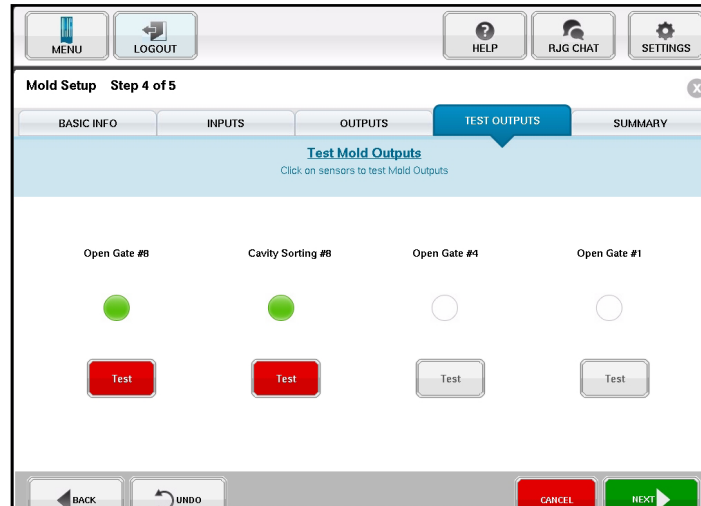 MENU
LOGOUT
HELP
RJG CHAT
SETTINGS
Mold Setup Step 4 of 5
X
BASIC INFO
INPUTS
OUTPUTS
TEST OUTPUTS
SUMMARY
Test Mold Outputs
Click on sensors to test Mold Outputs
Open Gate #8
Cavity Sorting #8
Open Gate #4
Open Gate #1
Test
Test
Test
Test
BACK
UNDO
CANCEL
NEXT